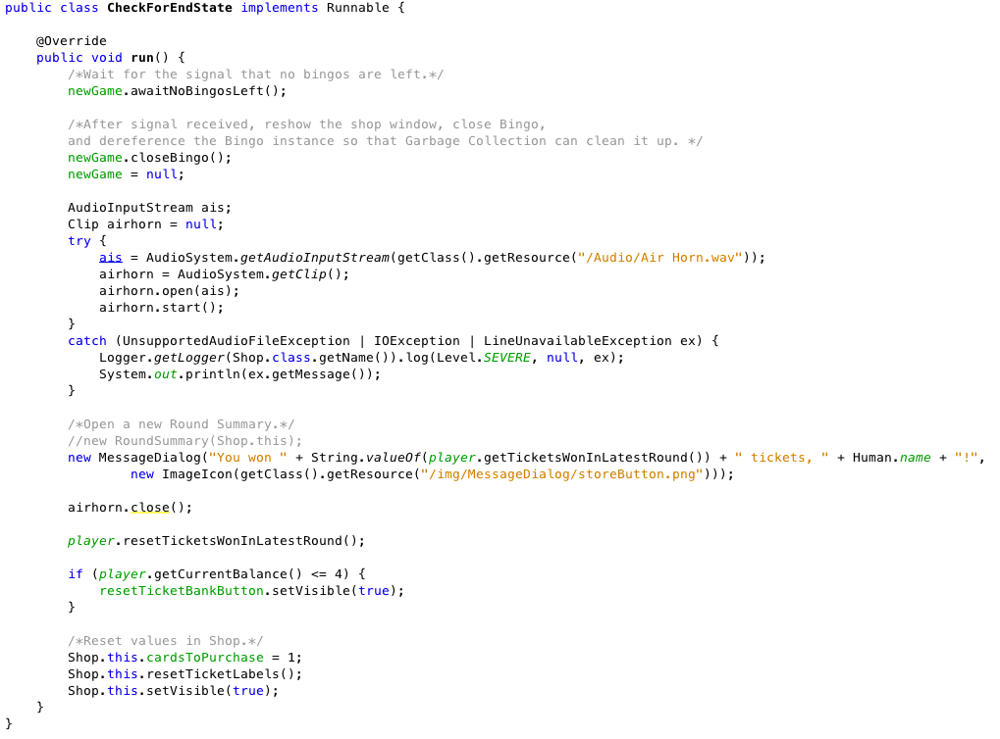 public class CheckForEndState implements Runnable {

    @Override
    public void run() {
        /*Wait for the signal that no bingos are left.*/
        newGame.awaitNoBingosLeft();

        /*After signal received, reshow the shop window, close Bingo,
        and dereference the Bingo instance so that Garbage Collection can clean it up. */
        newGame.closeBingo();
        newGame = null;

        AudioInputStream ais;
        Clip airhorn = null;
        try {
            ais = AudioSystem.getAudioInputStream(getClass().getResource("/Audio/Air Horn.wav"));
            airhorn = AudioSystem.getClip();
            airhorn.open(ais);
            airhorn.start();
        }
        catch (UnsupportedAudioFileException | IOException | LineUnavailableException ex) {
            Logger.getLogger(Shop.class.getName()).log(Level.SEVERE, null, ex);
            System.out.println(ex.getMessage());
        }

        /*Open a new Round Summary.*/
        //new RoundSummary(Shop.this);
        new MessageDialog("You won " + String.valueOf(player.getTicketsWonInLatestRound()) + " tickets, " + Human.name + "!",
                new ImageIcon(getClass().getResource("/img/MessageDialog/storeButton.png")));

        airhorn.close();

        player.resetTicketsWonInLatestRound();

        if (player.getCurrentBalance() <= 4) {
            resetTicketBankButton.setVisible(true);
        }

        /*Reset values in Shop.*/
        Shop.this.cardsToPurchase = 1;
        Shop.this.resetTicketLabels();
        Shop.this.setVisible(true);
    }
}